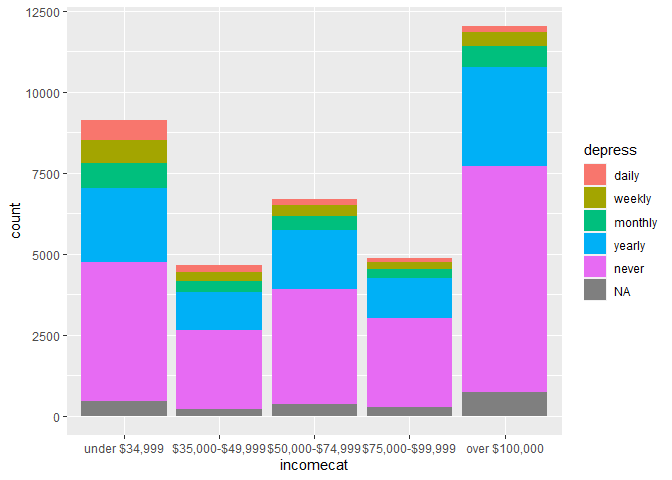 12500
10000
7500
5000
2500
0
count
under $34,999 $35,000-$49,999 $50,000-$74,999 $75,000-$99,999 over $100,000
incomecat
depress
daily
weekly
monthly
yearly
never
NA